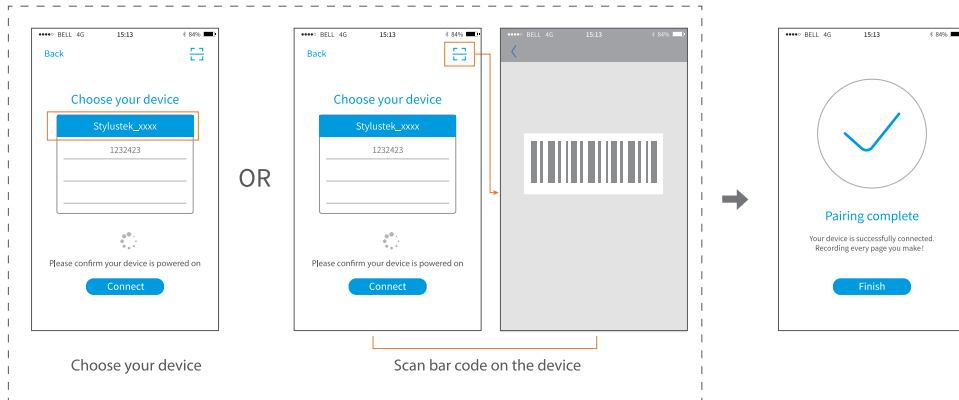 BELL 4G 15:13 84%
Back
Choose your device
Stylustek_xxxx
1232423
Please confirm your device is powered on
Connect
Choose your device
OR
BELL 4G 15:13 84%
Back
Choose your device
Stylustek_xxxx
1232423
Please confirm your device is powered on
Connect
BELL 4G 15:13 84%
Scan bar code on the device
BELL 4G 15:13 84%
Pairing complete
Your device is successfully connected.
Recording every page you make!
Finish